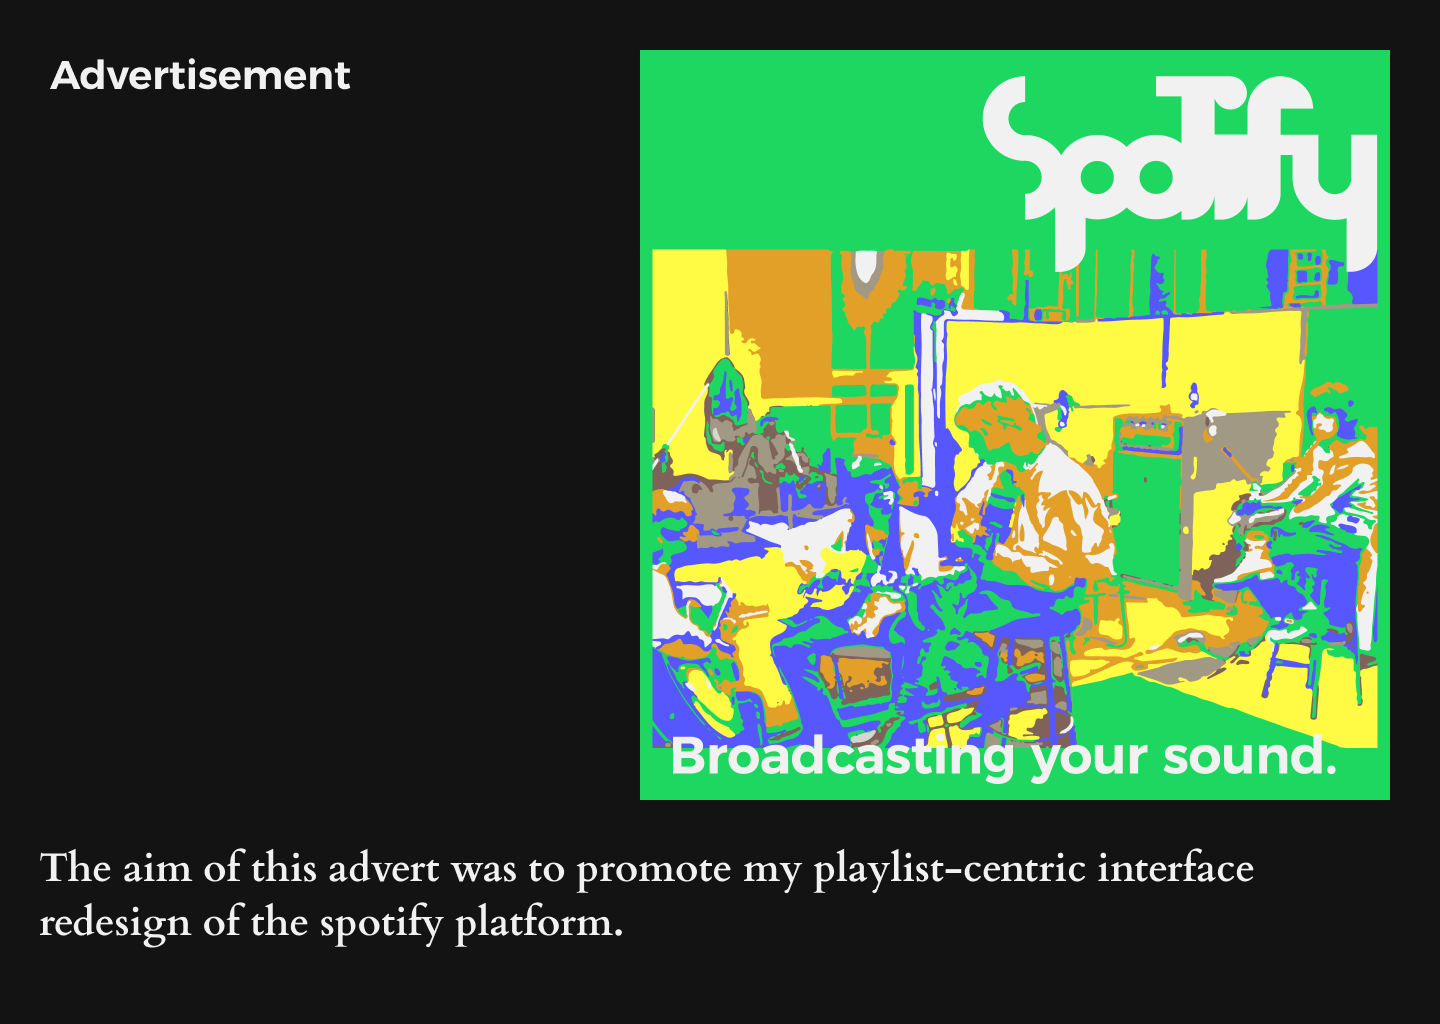 Advertisement
Spotify
Broadcasting your sound.
The aim of this advert was to promote my playlist-centric interface
redesign of the spotify platform.